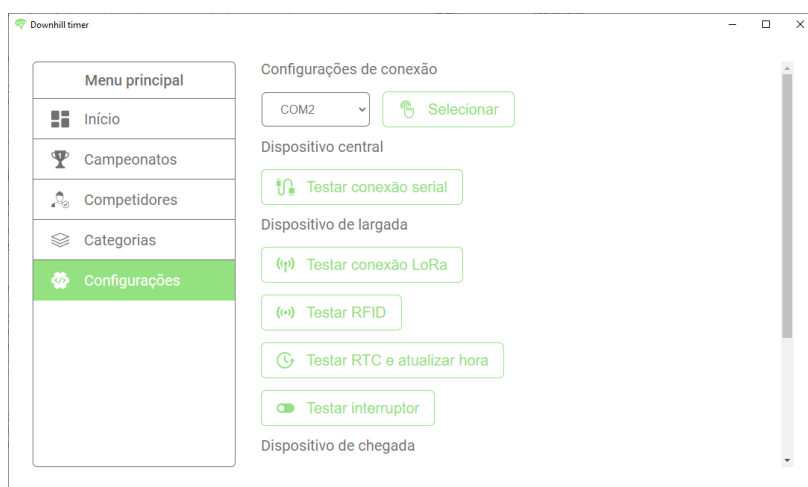 Downhill timer
Menu principal
Início
Campeonatos
Competidores
Categorias
Configurações
Configurações de conexão
COM2
Selecionar
Dispositivo central
Testar conexão serial
Dispositivo de largada
Testar conexão LoRa
Testar RFID
Testar RTC e atualizar hora
Testar interruptor
Dispositivo de chegada